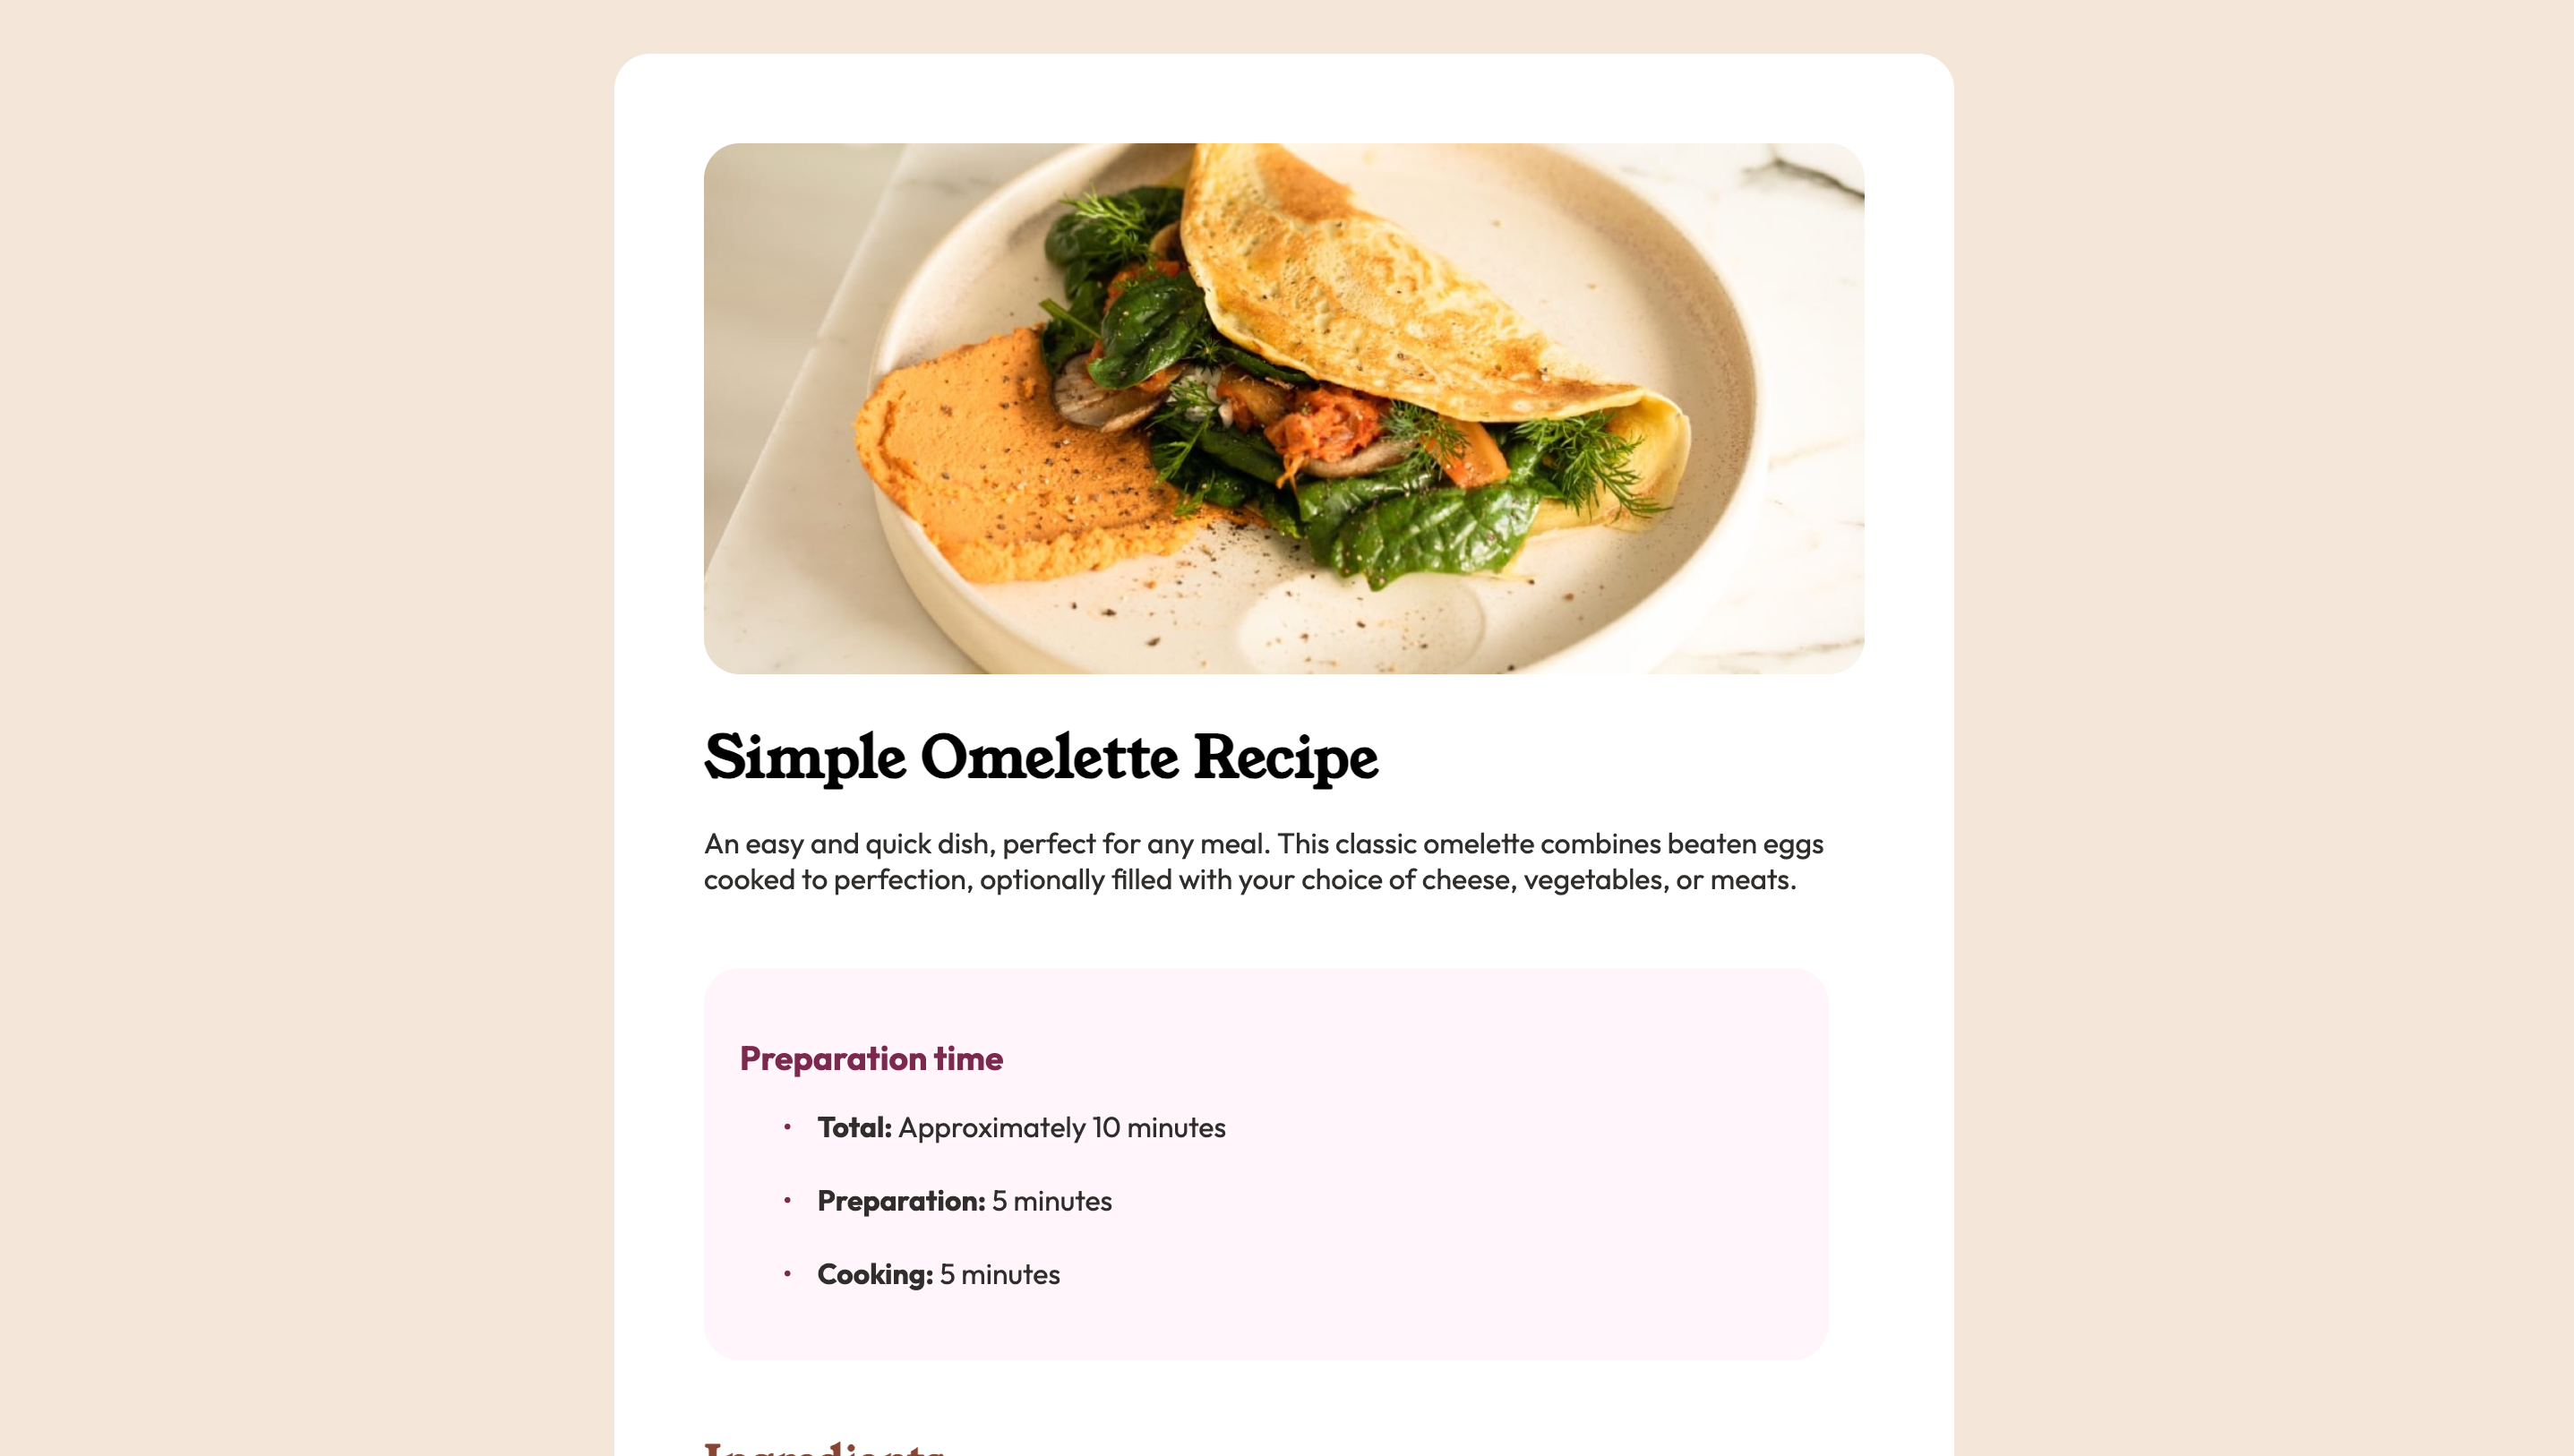 Simple Omelette Recipe
An easy and quick dish, perfect for any meal. This classic omelette combines beaten eggs
cooked to perfection, optionally filled with your choice of cheese, vegetables, or meats.
Preparation time
• Total: Approximately 10 minutes
• Preparation: 5 minutes
• Cooking: 5 minutes
Ingredients